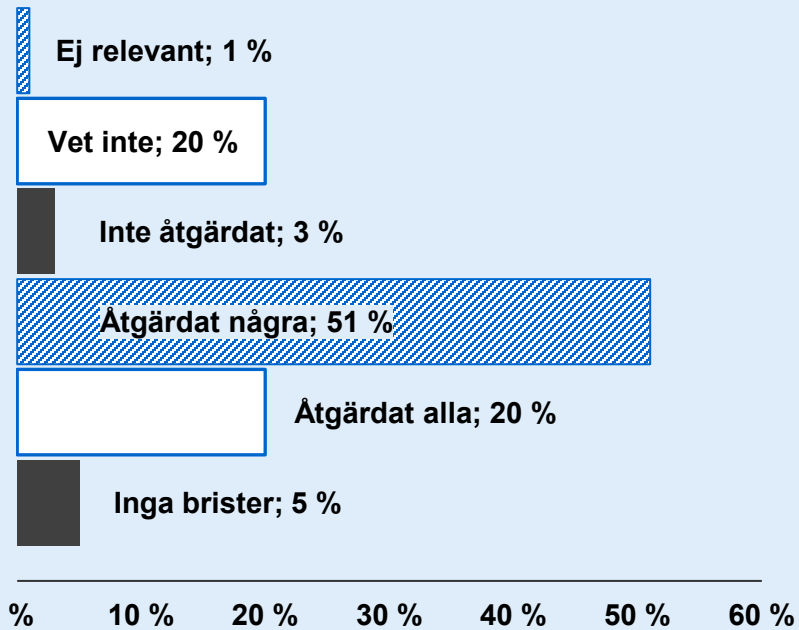 Ej relevant; 1 %
Vet inte; 20 %
Inte åtgärdat; 3 %
Åtgärdat några; 51 %
Åtgärdat alla; 20 %
Inga brister; 5 %
% 10 % 20 % 30 % 40 % 50 % 60 %